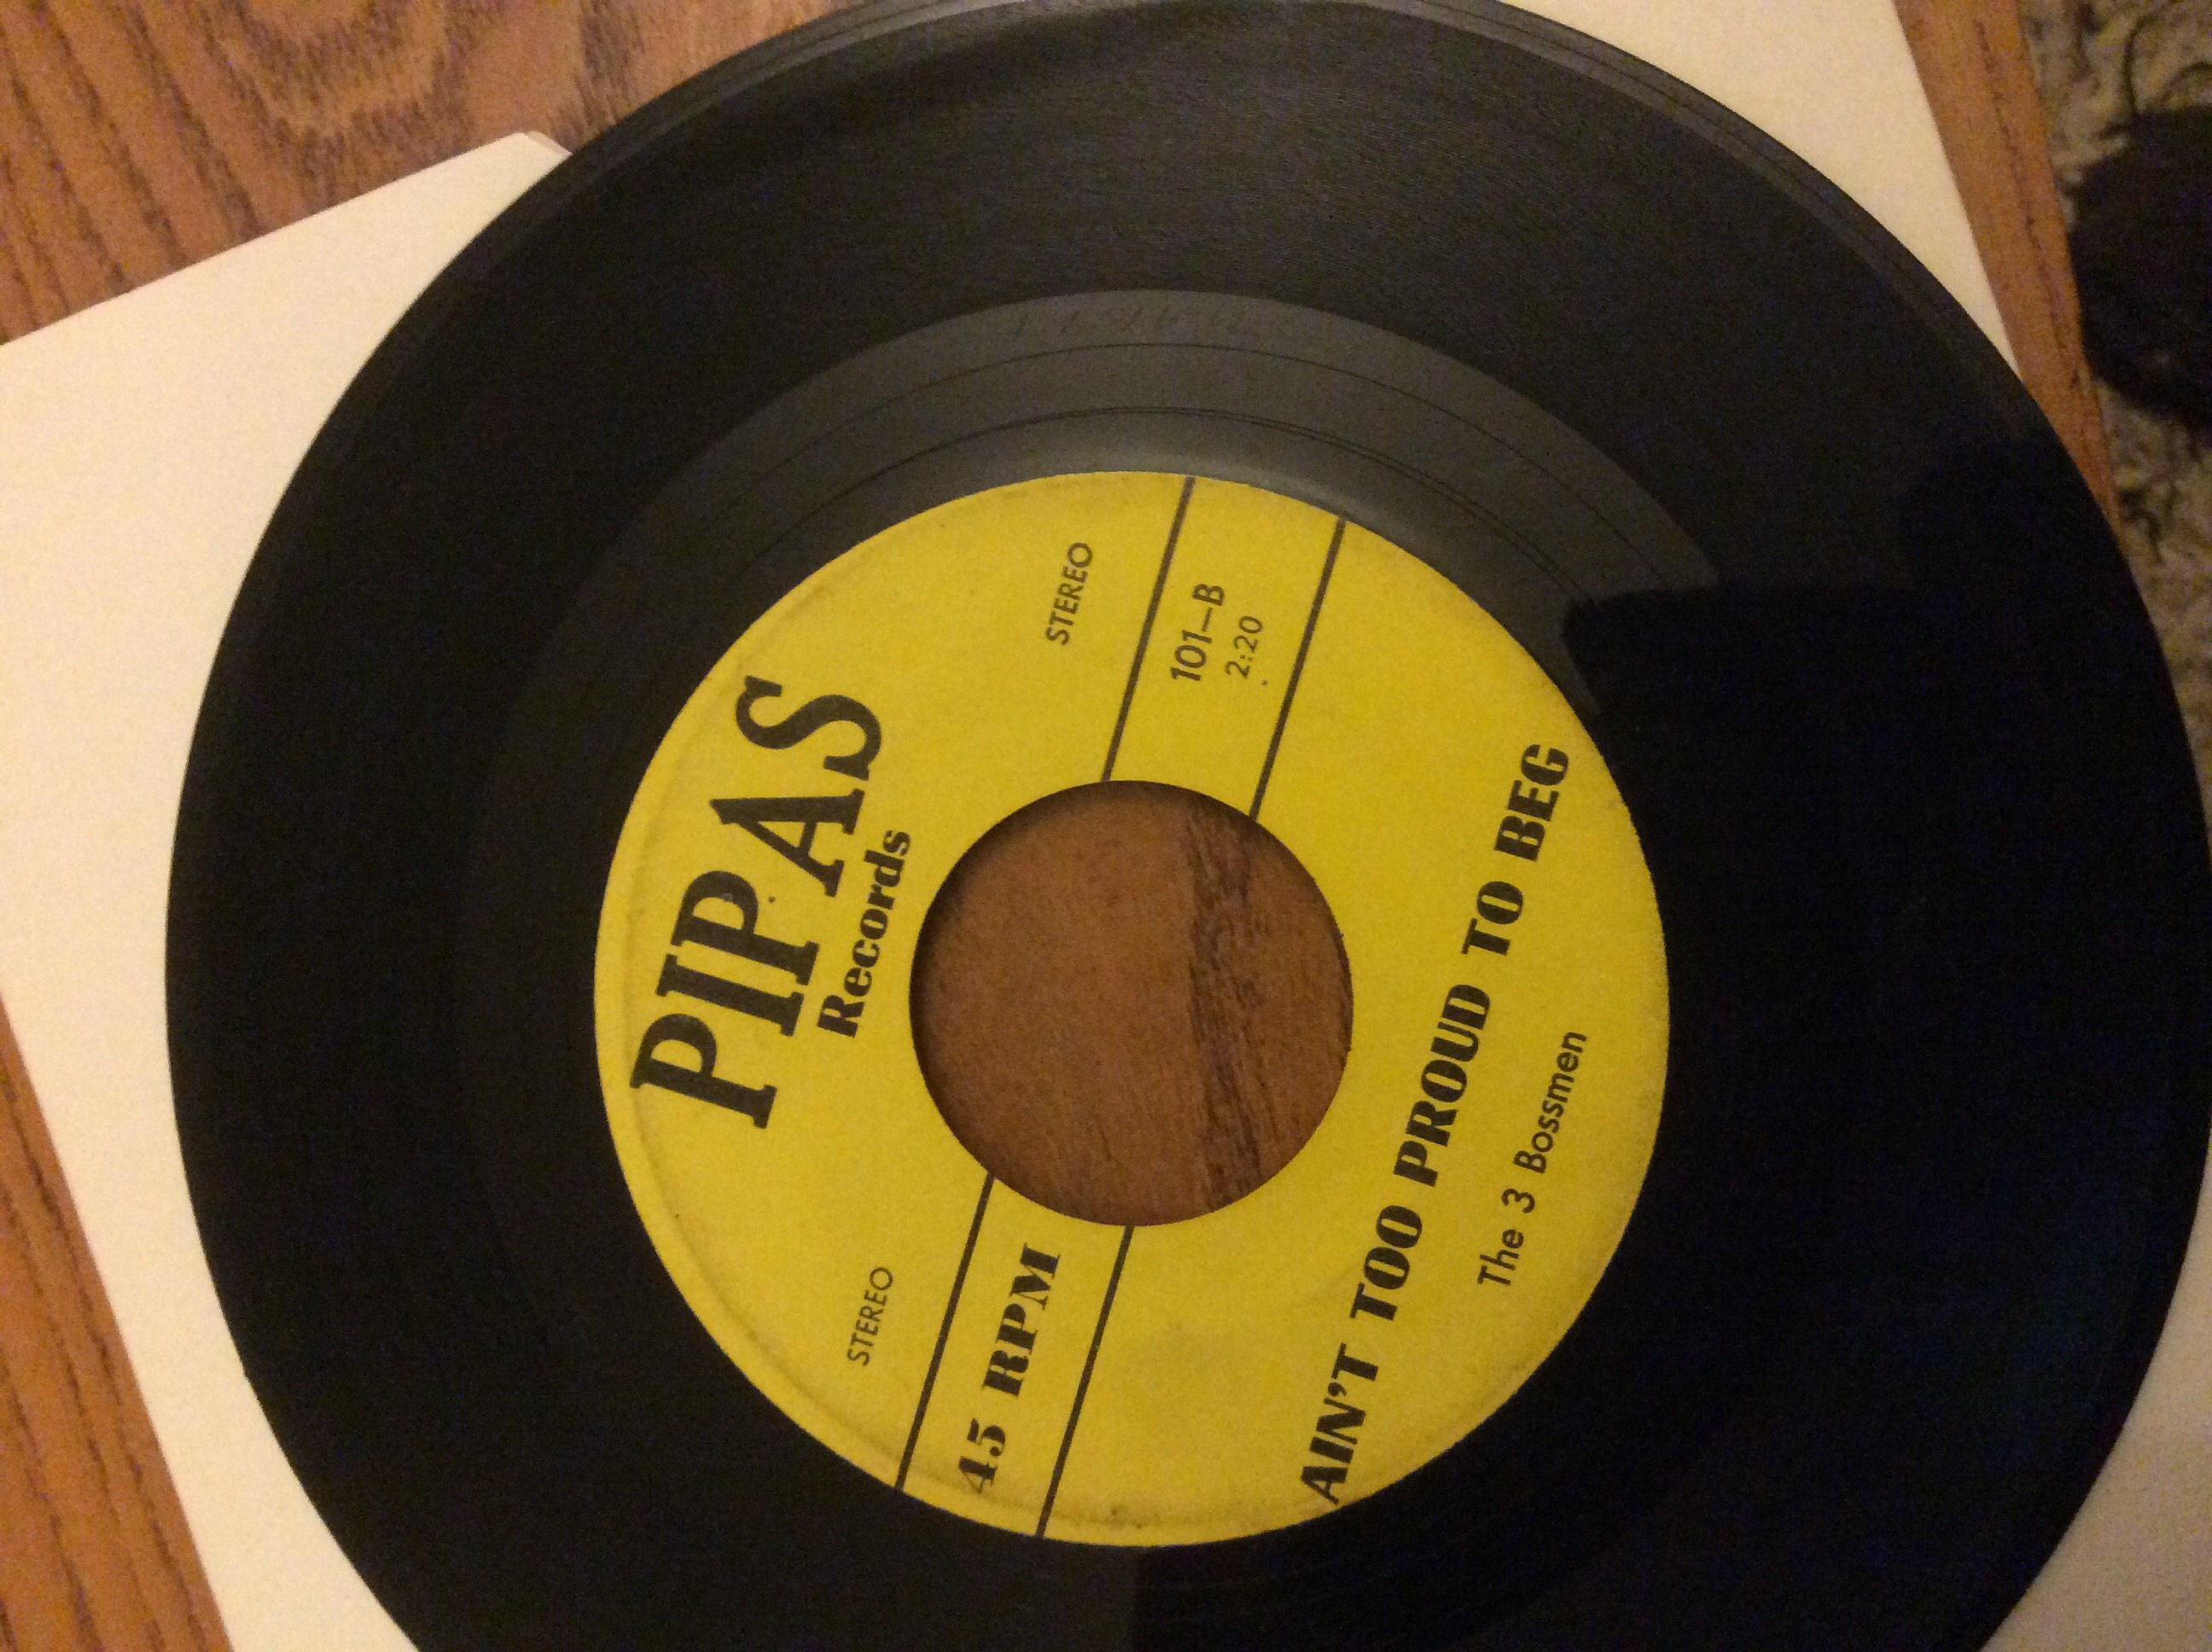 PIPAS
Records
STEREO
STEREO
45 RPM
101—B
2:20
AIN'T TOO PROUD TO BEG
The 3 Bossmen